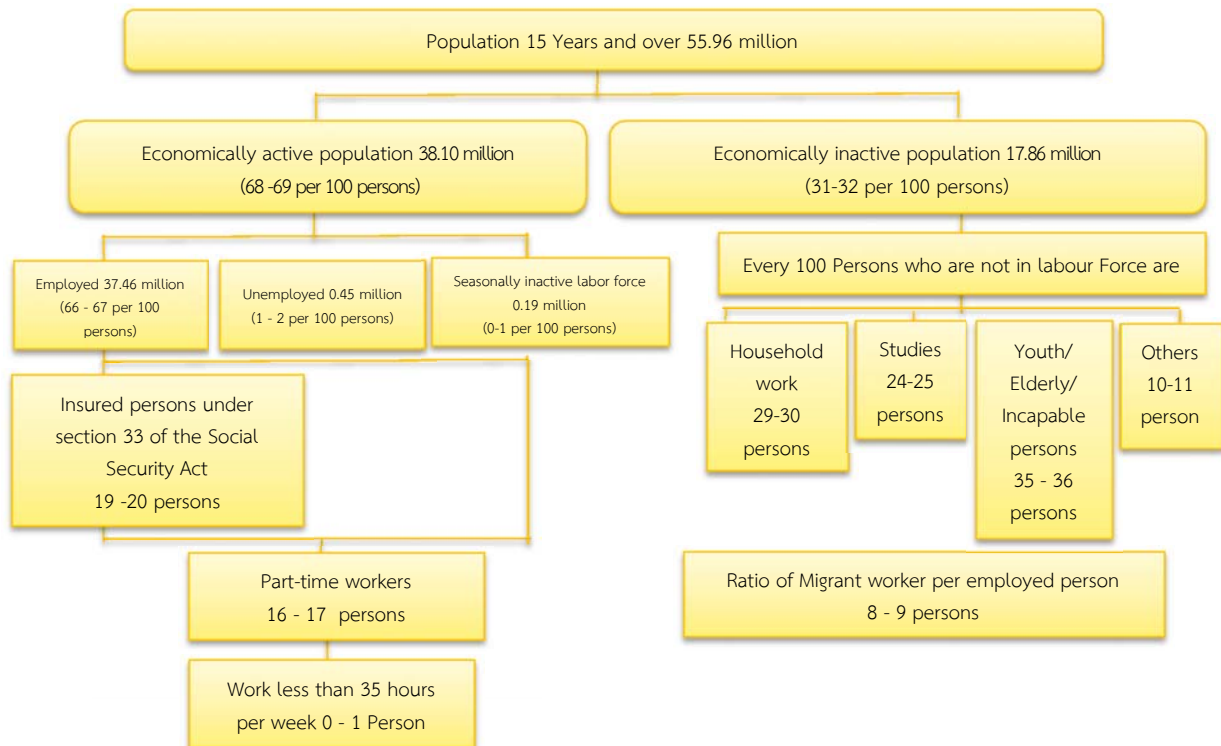 Population 15 Years and over 55.96 million
Economically active population 38.10 million
(68 -69 per 100 persons)
Economically inactive population 17.86 million
(31-32 per 100 persons)
Employed 37.46 million
(66 - 67 per 100
persons)
Unemployed 0.45 million
(1 - 2 per 100 persons)
Seasonally inactive labor force
0.19 million
(0-1 per 100 persons)
Every 100 Persons who are not in labour Force are
Household
work
29-30
persons
Studies
24-25
persons
Youth/
Elderly/
Incapable
persons
35 - 36
persons
Others
10-11
person
Insured persons under
section 33 of the Social
Security Act
19 -20 persons
Part-time workers
16 - 17 persons
Ratio of Migrant worker per employed person
8 - 9 persons
Work less than 35 hours
per week 0 - 1 Person